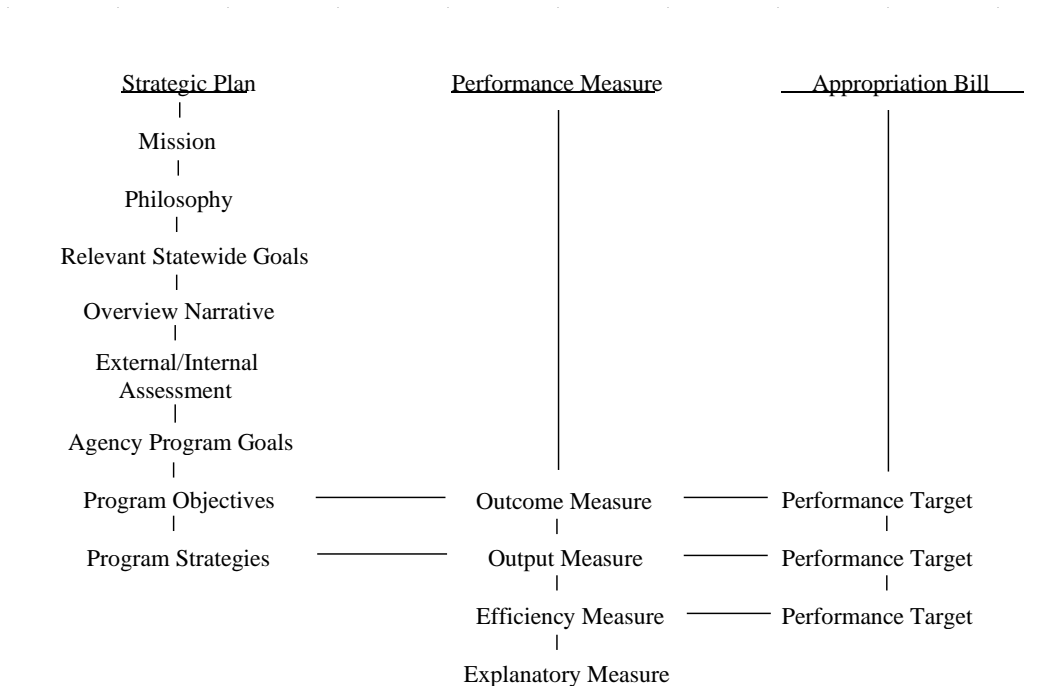 Strategic Plan Performance Measure Appropriation Bill
Mission
Philosophy
Relevant Statewide Goals
Overview Narrative
External/Internal
Assessment
Agency Program Goals
Program Objectives Outcome Measure Performance Target
Program Strategies Output Measure Performance Target
Efficiency Measure Performance Target
Explanatory Measure